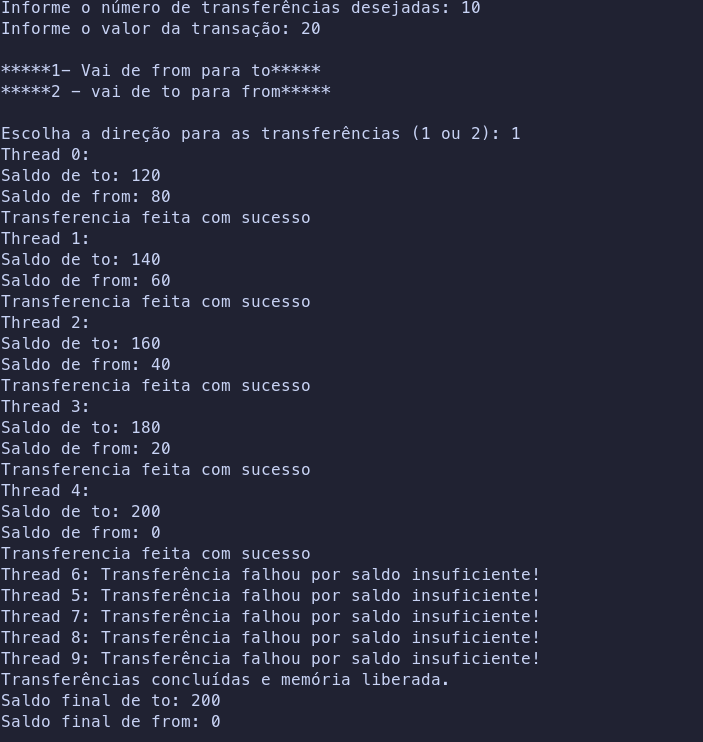 Informe o número de transferências desejadas: 10
Informe o valor da transação: 20
*****1- Vai de from para to*****
*****2 - vai de to para from*****
Escolha a direção para as transferências (1 ou 2): 1
Thread 0:
Saldo de to: 120
Saldo de from: 80
Transferencia feita com sucesso
Thread 1:
Saldo de to: 140
Saldo de from: 60
Transferencia feita com sucesso
Thread 2:
Saldo de to: 160
Saldo de from: 40
Transferencia feita com sucesso
Thread 3:
Saldo de to: 180
Saldo de from: 20
Transferencia feita com sucesso
Thread 4:
Saldo de to: 200
Saldo de from: 0
Transferencia feita com sucesso
Thread 6: Transferência falhou por saldo insuficiente!
Thread 5: Transferência falhou por saldo insuficiente!
Thread 7: Transferência falhou por saldo insuficiente!
Thread 8: Transferência falhou por saldo insuficiente!
Thread 9: Transferência falhou por saldo insuficiente!
Transferências concluídas e memória liberada.
Saldo final de to: 200
Saldo final de from: 0